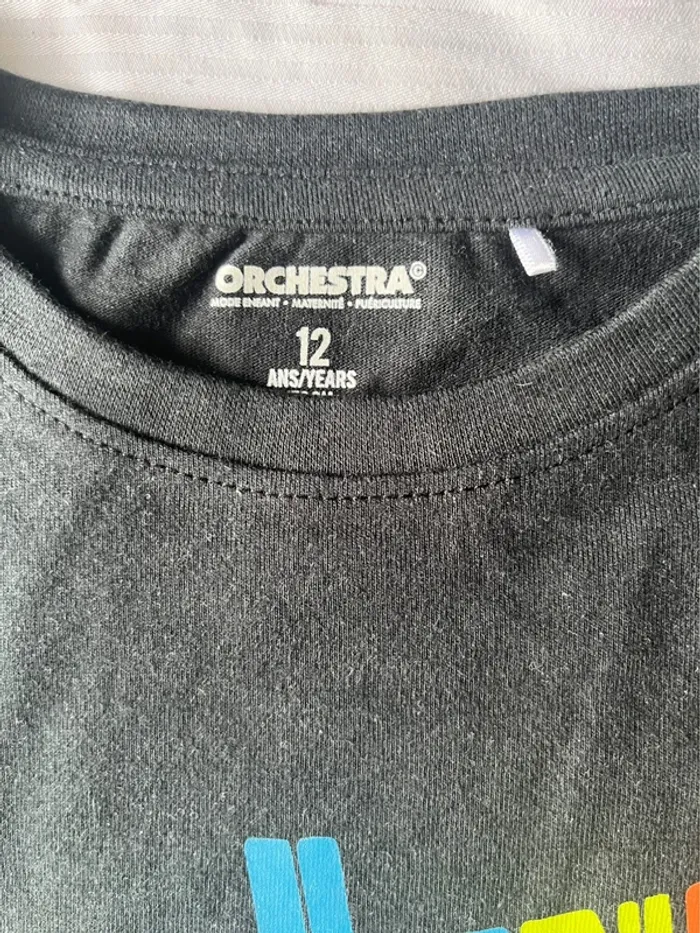 ORCHESTRA©
MODE ENFANT • MATERNITÉ • PUÉRICULTURE
12
ANS/YEARS